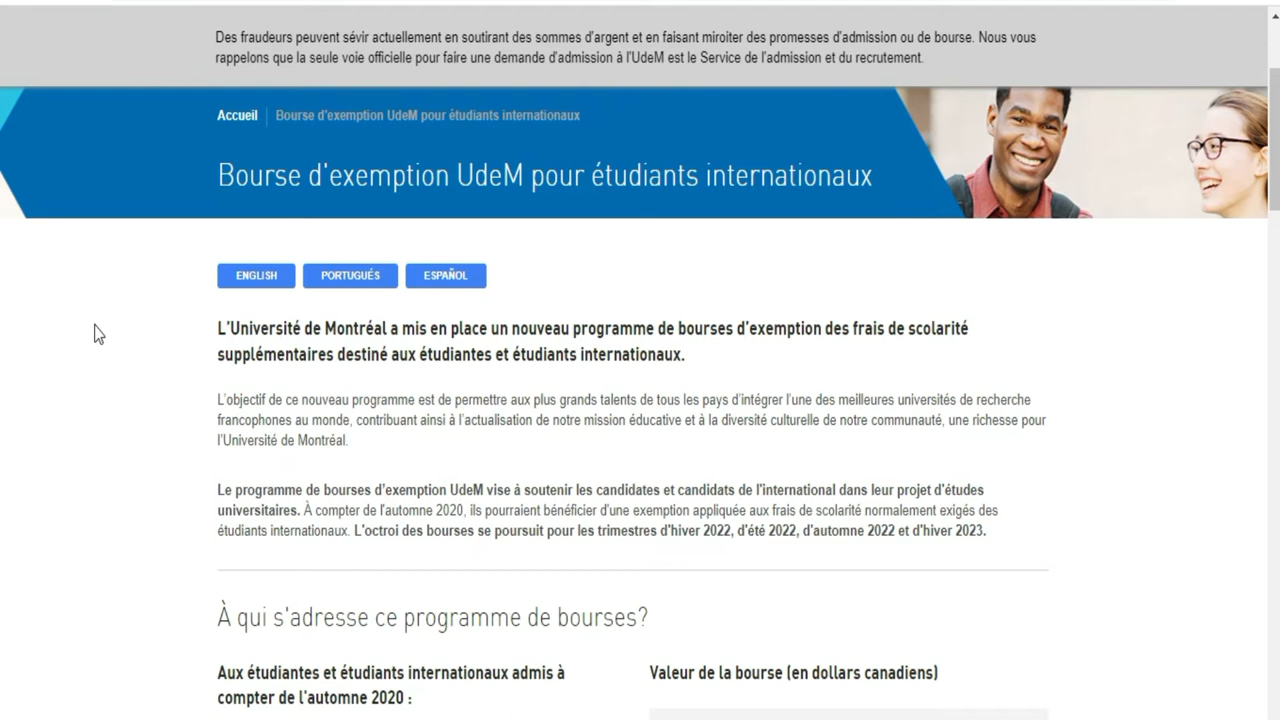 Des fraudeurs peuvent sévir actuellement en soutirant des sommes d'argent et en faisant miroiter des promesses d'admission ou de bourse. Nous vous
rappelons que la seule voie officielle pour faire une demande d'admission à l'UdeM est le Service de l'admission et du recrutement.
Accueil Bourse d'exemption UdeM pour étudiants internationaux
Bourse d'exemption UdeM pour étudiants internationaux
ENGLISH PORTUGUÉS ESPAÑOL
L'Université de Montréal a mis en place un nouveau programme de bourses d'exemption des frais de scolarité
supplémentaires destiné aux étudiantes et étudiants internationaux.
L'objectif de ce nouveau programme est de permettre aux plus grands talents de tous les pays d'intégrer l'une des meilleures universités de recherche
francophones au monde, contribuant ainsi à l'actualisation de notre mission éducative et à la diversité culturelle de notre communauté, une richesse pour
l'Université de Montréal.
Le programme de bourses d'exemption UdeM vise à soutenir les candidates et candidats de l'international dans leur projet d'études
universitaires. À compter de l'automne 2020, ils pourraient bénéficier d'une exemption appliquée aux frais de scolarité normalement exigés des
étudiants internationaux. L'octroi des bourses se poursuit pour les trimestres d'hiver 2022, d'été 2022, d'automne 2022 et d'hiver 2023.
À qui s'adresse ce programme de bourses?
Aux étudiantes et étudiants internationaux admis à
compter de l'automne 2020 :
Valeur de la bourse (en dollars canadiens)